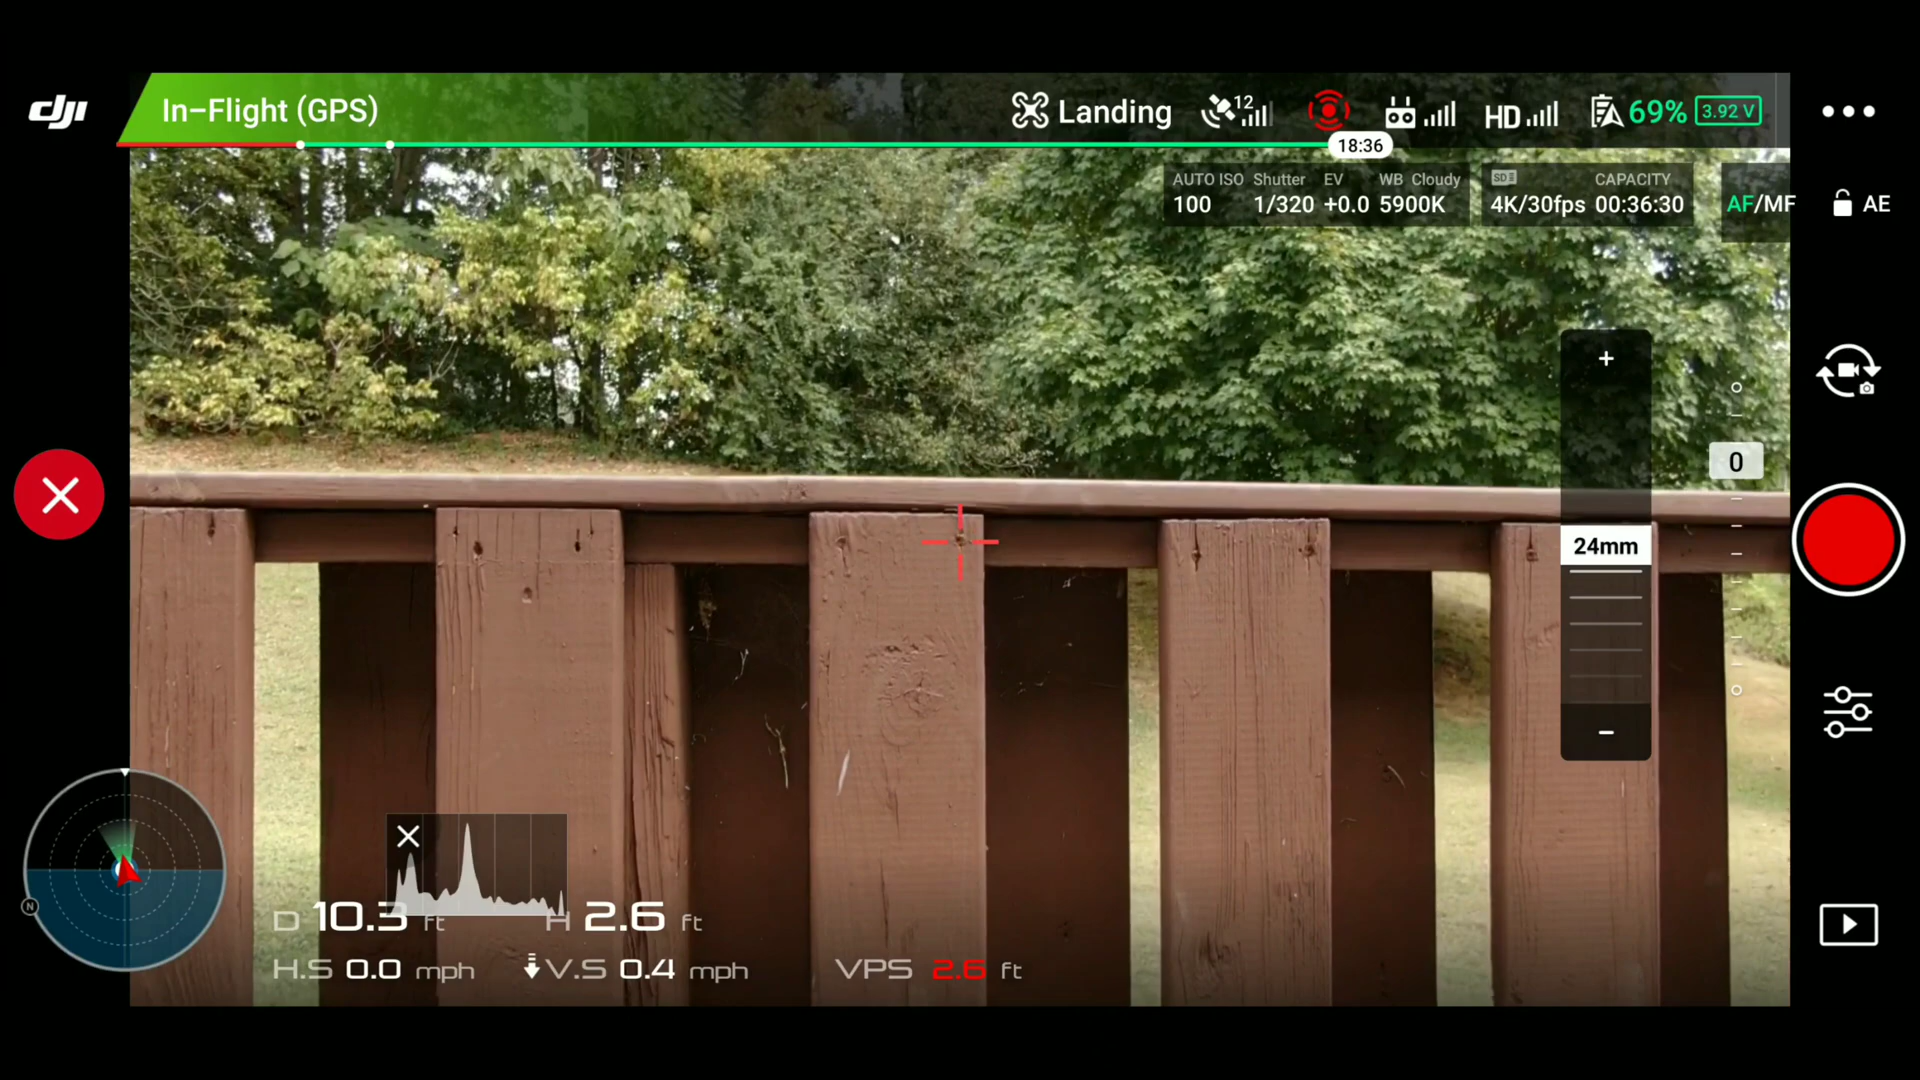 dji
In-Flight (GPS)
Landing
12
HD
69%
3.92 V
18:36
AUTO ISO Shutter EV WB Cloudy
100 1/320 +0.0 5900K
SD
CAPACITY
4K/30fps 00:36:30
AF/MF
AE
+
0
24mm
-
N
D 10.3 ft H 2.6 ft
H.S 0.0 mph V.S 0.4 mph VPS 2.6 ft